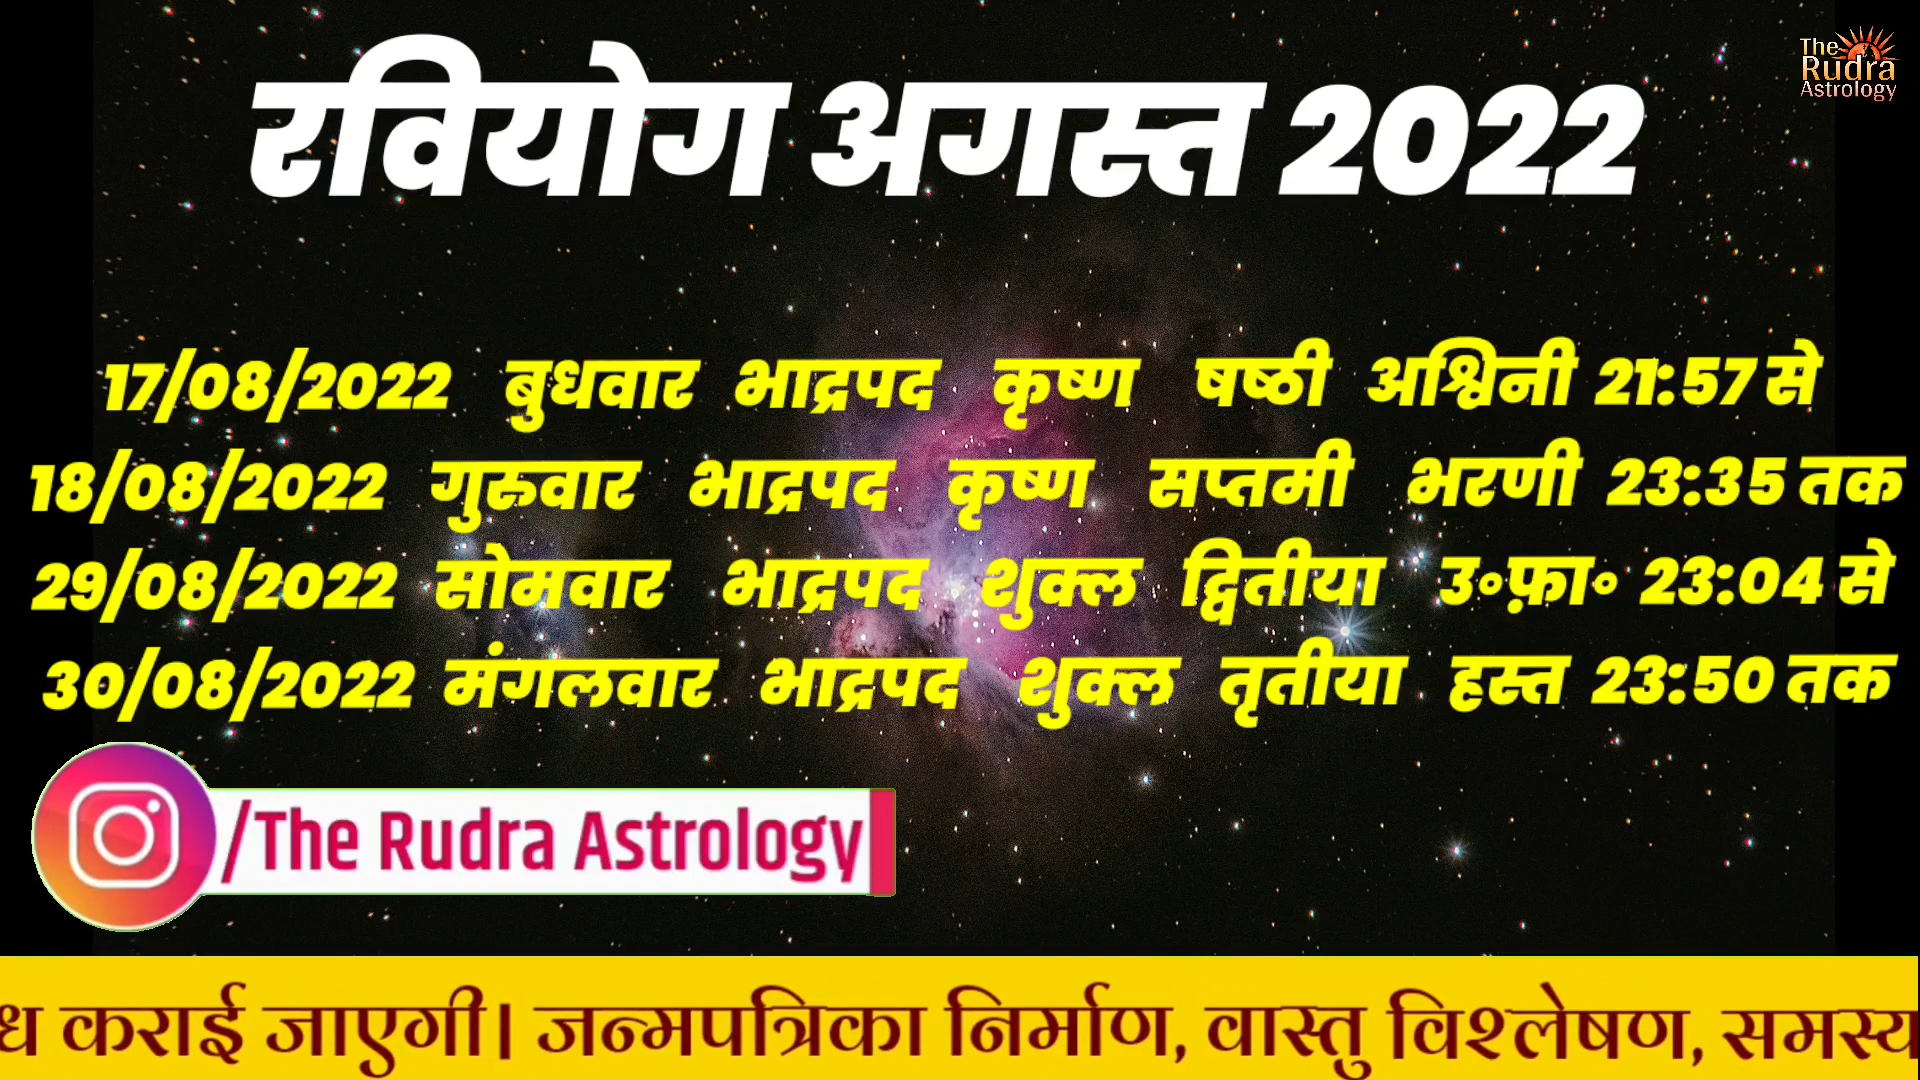 The
Rudra
Astrology
रवियोग अगस्त 2022
17/08/2022 बुधवार भाद्रपद कृष्ण षष्ठी अश्विनी 21:57 से
18/08/2022 गुरुवार भाद्रपद कृष्ण सप्तमी भरणी 23:35 तक
29/08/2022 सोमवार भाद्रपद शुक्ल द्वितीया उ॰फ़ा॰ 23:04 से
30/08/2022 मंगलवार भाद्रपद शुक्ल तृतीया हस्त 23:50 तक
/The Rudra Astrology
ध कराई जाएगी। जन्मपत्रिका निर्माण, वास्तु विश्लेषण, समस्य